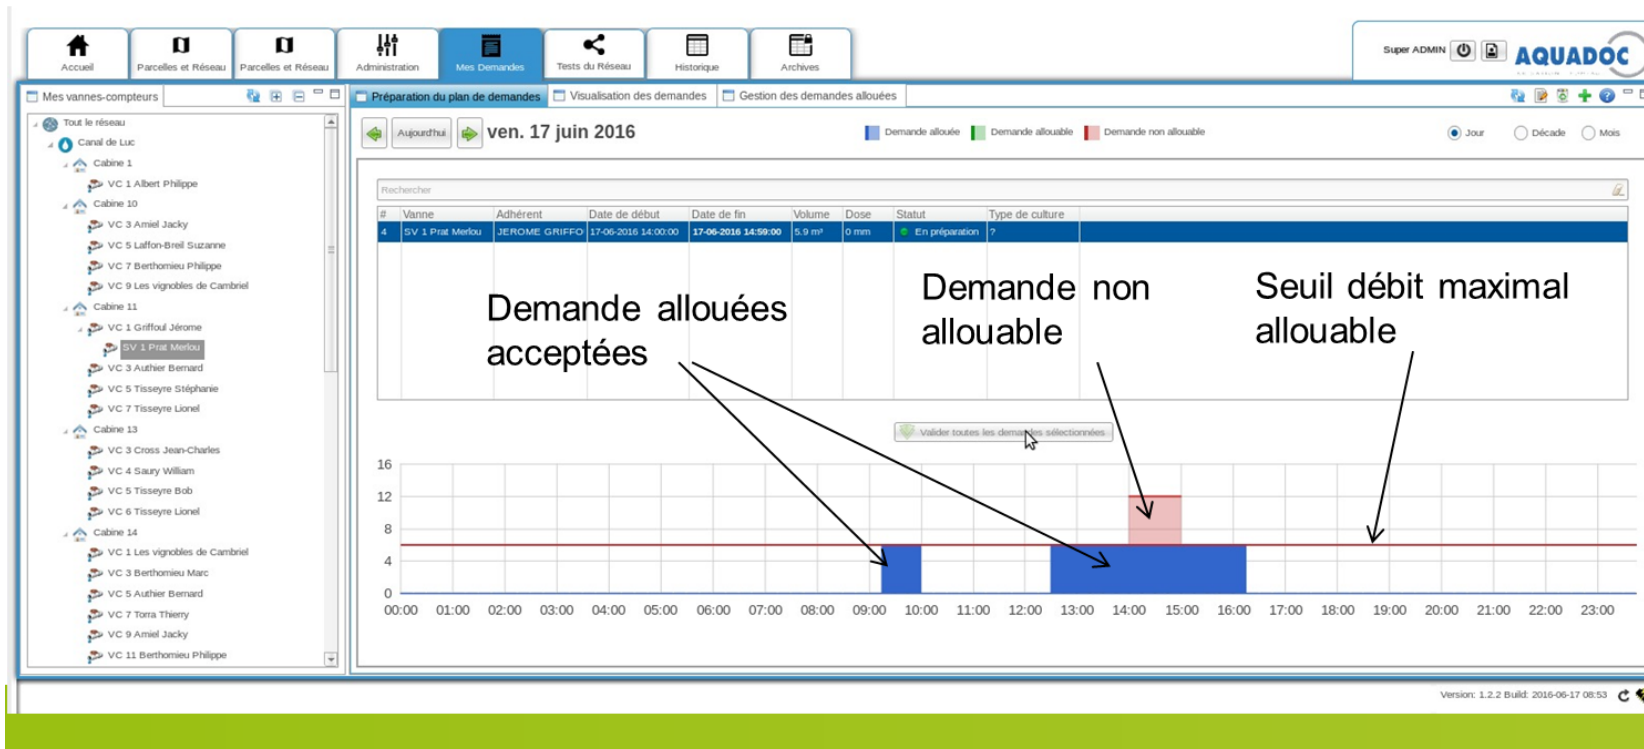 Accueil
Parcelles et Réseau
Parcelles et Réseau
Administration
Mes Demandes
Tests du Réseau
Historique
Archives
Super ADMIN
AQUADOC
Mes vannes-compteurs
Préparation du plan de demandes
Visualisation des demandes
Gestion des demandes allouées
Tout le réseau
Canal de Luc
Cabine 1
VC 1 Albert Philippe
Cabine 10
VC 3 Amiel Jacky
VC 5 Laffon-Breil Suzanne
VC 7 Berthomieu Philippe
VC 9 Les vignobles de Cambriel
Cabine 11
VC 1 Griffoul Jérome
SV 1 Prat Merlou
VC 3 Authier Bernard
VC 5 Tisseyre Stéphanie
VC 7 Tisseyre Lionel
Cabine 13
VC 3 Cross Jean-Charles
VC 4 Saury William
VC 5 Tisseyre Bob
VC 6 Tisseyre Lionel
Cabine 14
VC 1 Les vignobles de Cambriel
VC 3 Berthomieu Marc
VC 5 Authier Bernard
VC 7 Torra Thierry
VC 9 Amiel Jacky
VC 11 Berthomieu Philippe
Aujourd'hui
ven. 17 juin 2016
Demande allouée
Demande allouable
Demande non allouable
Jour
Décade
Mois
Rechercher
# Vanne Adhérent Date de début Date de fin Volume Dose Statut Type de culture
4 SV 1 Prat Merlou JEROME GRIFFO 17-06-2016 14:00:00 17-06-2016 14:59:00 5.9 m³ 0 mm En préparation ?
Demande allouées
acceptées
Demande non
allouable
Seuil débit maximal
allouable
Valider toutes les demandes sélectionnées
16
12
8
4
0
00:00 01:00 02:00 03:00 04:00 05:00 06:00 07:00 08:00 09:00 10:00 11:00 12:00 13:00 14:00 15:00 16:00 17:00 18:00 19:00 20:00 21:00 22:00 23:00
Version: 1.2.2 Build: 2016-06-17 08:53